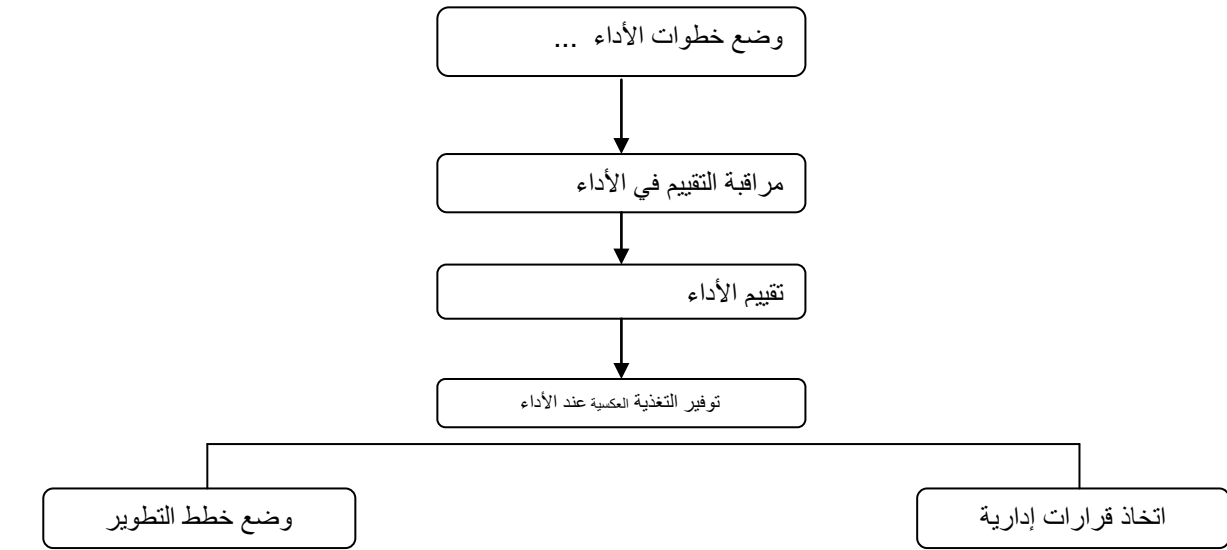 وضع خطوات الأداء ...
مراقبة التقييم في الأداء
تقييم الأداء
توفير التغذية العكسية عند الأداء
اتخاذ قرارات إدارية
وضع خطط التطوير